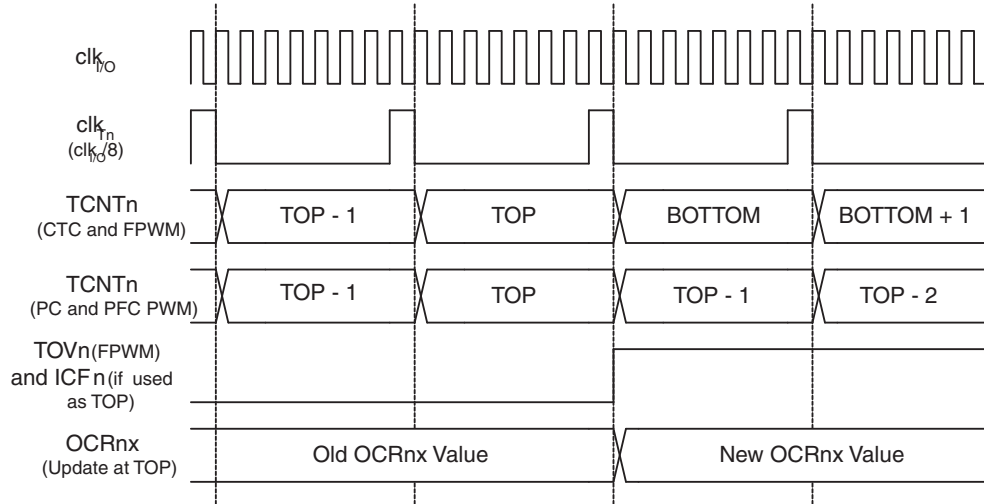 clkI/O
clkTn
(clkI/O/8)
TCNTn
(CTC and FPWM)
TOP - 1
TOP
BOTTOM
BOTTOM + 1
TCNTn
(PC and PFC PWM)
TOP - 1
TOP
TOP - 1
TOP - 2
TOVn (FPWM)
and ICFn (if used
as TOP)
OCRnx
(Update at TOP)
Old OCRnx Value
New OCRnx Value